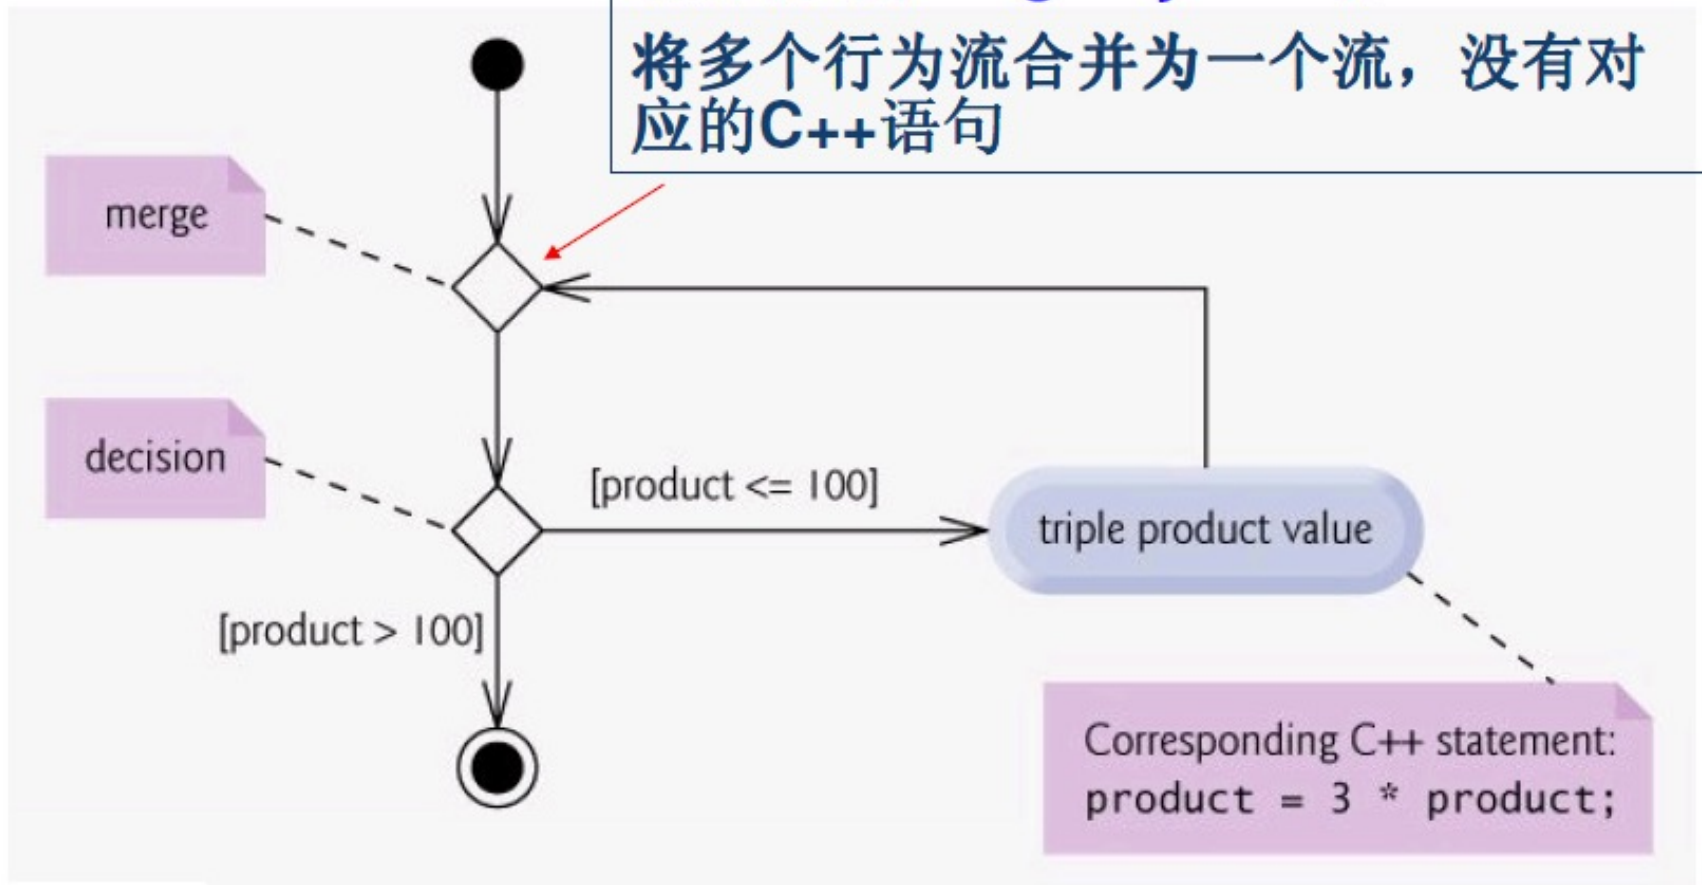 将多个行为流合并为一个流，没有对
应的C++语句
merge
decision
[product <= 100]
triple product value
[product > 100]
Corresponding C++ statement:
product = 3 * product;